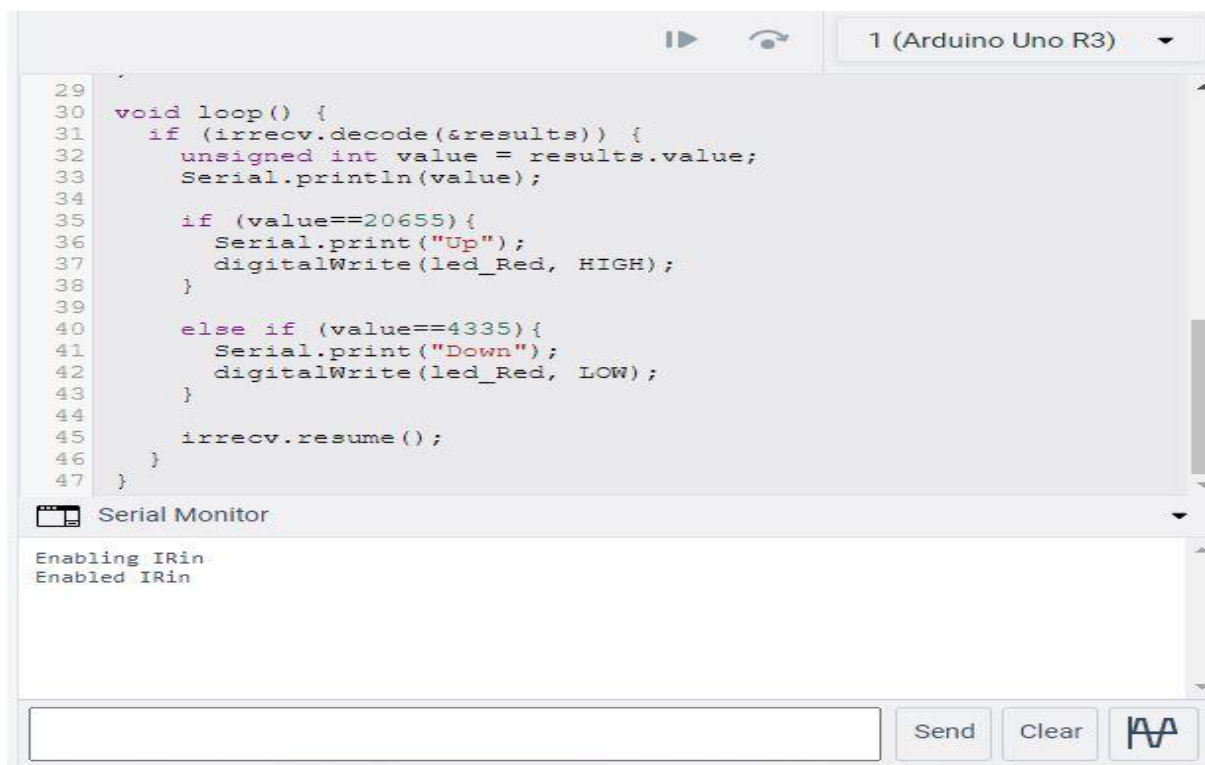 1 (Arduino Uno R3)
29
30 void loop() {
31   if (irrecv.decode(&results)) {
32     unsigned int value = results.value;
33     Serial.println(value);
34
35     if (value==20655){
36       Serial.print("Up");
37       digitalWrite(led_Red, HIGH);
38     }
39
40     else if (value==4335){
41       Serial.print("Down");
42       digitalWrite(led_Red, LOW);
43     }
44
45     irrecv.resume();
46   }
47 }
Serial Monitor
Enabling IRin
Enabled IRin
Send Clear